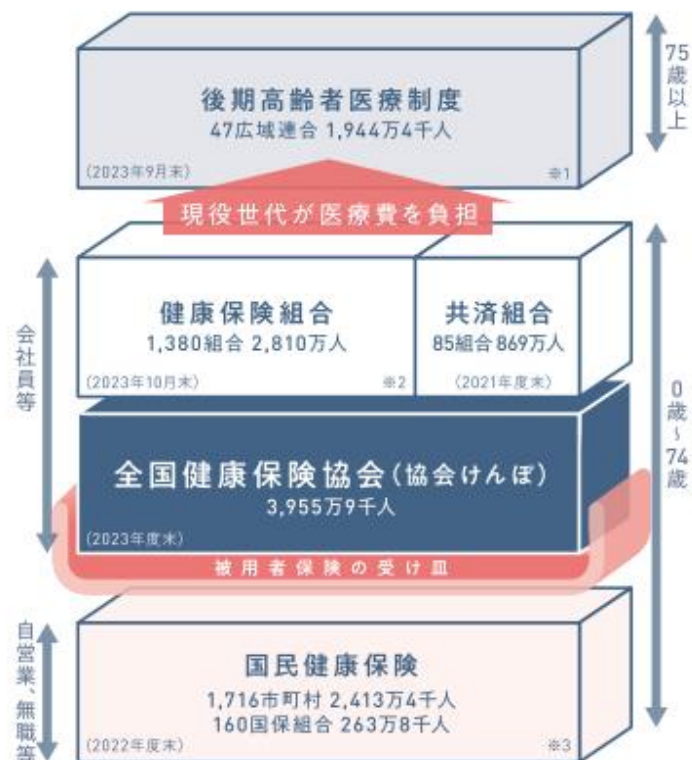 後期高齢者医療制度
47広域連合 1,944万4千人
(2023年9月末)
※1
75歳以上
現役世代が医療費を負担
健康保険組合
1,380組合 2,810万人
(2023年10月末)
※2
共済組合
85組合 869万人
(2021年度末)
会社員等
全国健康保険協会(協会けんぽ)
3,955万9千人
(2023年度末)
被用者保険の受け皿
0歳~74歳
国民健康保険
1,716市町村 2,413万4千人
160国保組合 263万8千人
(2022年度末)
※3
自営業、無職等